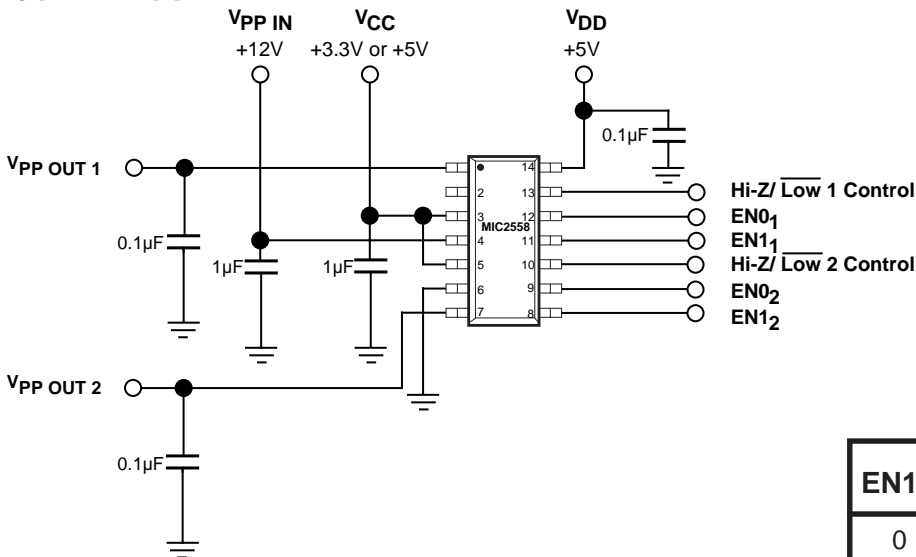 VPP IN VCC VDD
+12V +3.3V or +5V +5V
0.1µF
VPP OUT 1
14
2 13 Hi-Z/ Low 1 Control
3 12 EN01
MIC2558
4 11 EN11
5 10 Hi-Z/ Low 2 Control
6 9 EN02
7 8 EN12
0.1µF 1µF 1µF
VPP OUT 2
0.1µF
EN1
0